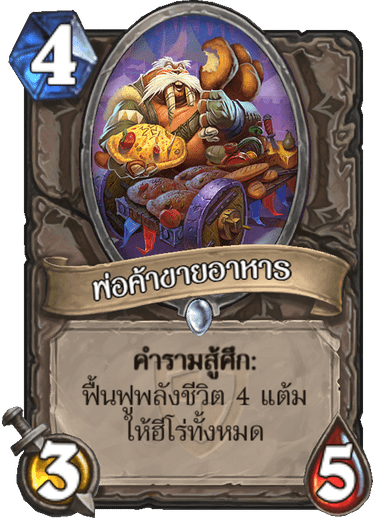 4
พ่อค้าขายอาหาร
คำรามสู้ศึก:
ฟื้นฟูพลังชีวิต 4 แต้ม
ให้ฮีโร่ทั้งหมด
3
5